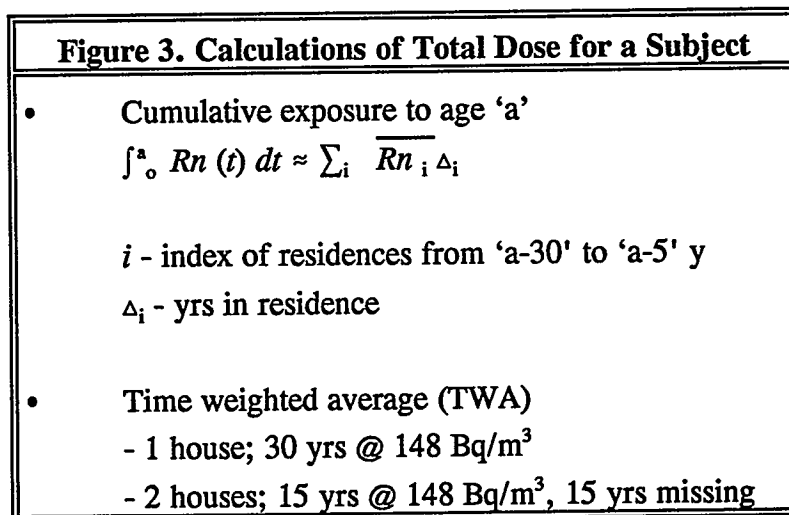 Figure 3. Calculations of Total Dose for a Subject
• Cumulative exposure to age ‘a’
∫ᵃₒ Rn (t) dt ≈ ∑ᵢ R̅n̅ ᵢ Δᵢ
i - index of residences from ‘a-30' to ‘a-5' y
Δᵢ - yrs in residence
• Time weighted average (TWA)
- 1 house; 30 yrs @ 148 Bq/m³
- 2 houses; 15 yrs @ 148 Bq/m³, 15 yrs missing